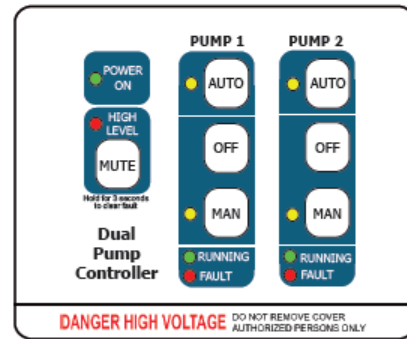 PUMP 1
PUMP 2
POWER
ON
HIGH
LEVEL
MUTE
Hold for 3 seconds
to clear fault
Dual
Pump
Controller
AUTO
OFF
MAN
RUNNING
FAULT
AUTO
OFF
MAN
RUNNING
FAULT
DANGER HIGH VOLTAGE
DO NOT REMOVE COVER
AUTHORIZED PERSONS ONLY